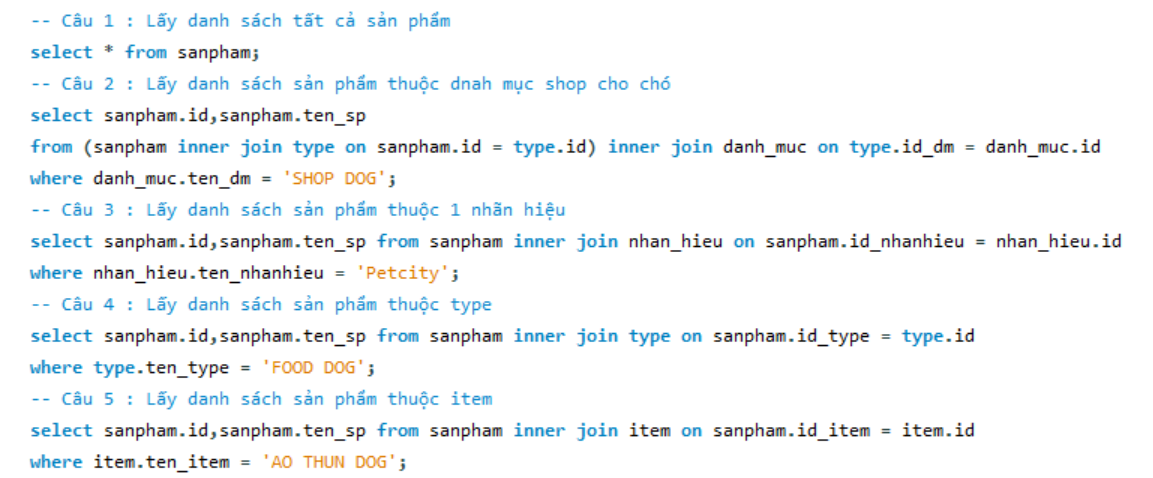 -- Câu 1 : Lấy danh sách tất cả sản phẩm
select * from sanpham;
-- Câu 2 : Lấy danh sách sản phẩm thuộc dnah mục shop cho chó
select sanpham.id,sanpham.ten_sp
from (sanpham inner join type on sanpham.id = type.id) inner join danh_muc on type.id_dm = danh_muc.id
where danh_muc.ten_dm = 'SHOP DOG';
-- Câu 3 : Lấy danh sách sản phẩm thuộc 1 nhãn hiệu
select sanpham.id,sanpham.ten_sp from sanpham inner join nhan_hieu on sanpham.id_nhanhieu = nhan_hieu.id
where nhan_hieu.ten_nhanhieu = 'Petcity';
-- Câu 4 : Lấy danh sách sản phẩm thuộc type
select sanpham.id,sanpham.ten_sp from sanpham inner join type on sanpham.id_type = type.id
where type.ten_type = 'FOOD DOG';
-- Câu 5 : Lấy danh sách sản phẩm thuộc item
select sanpham.id,sanpham.ten_sp from sanpham inner join item on sanpham.id_item = item.id
where item.ten_item = 'AO THUN DOG';